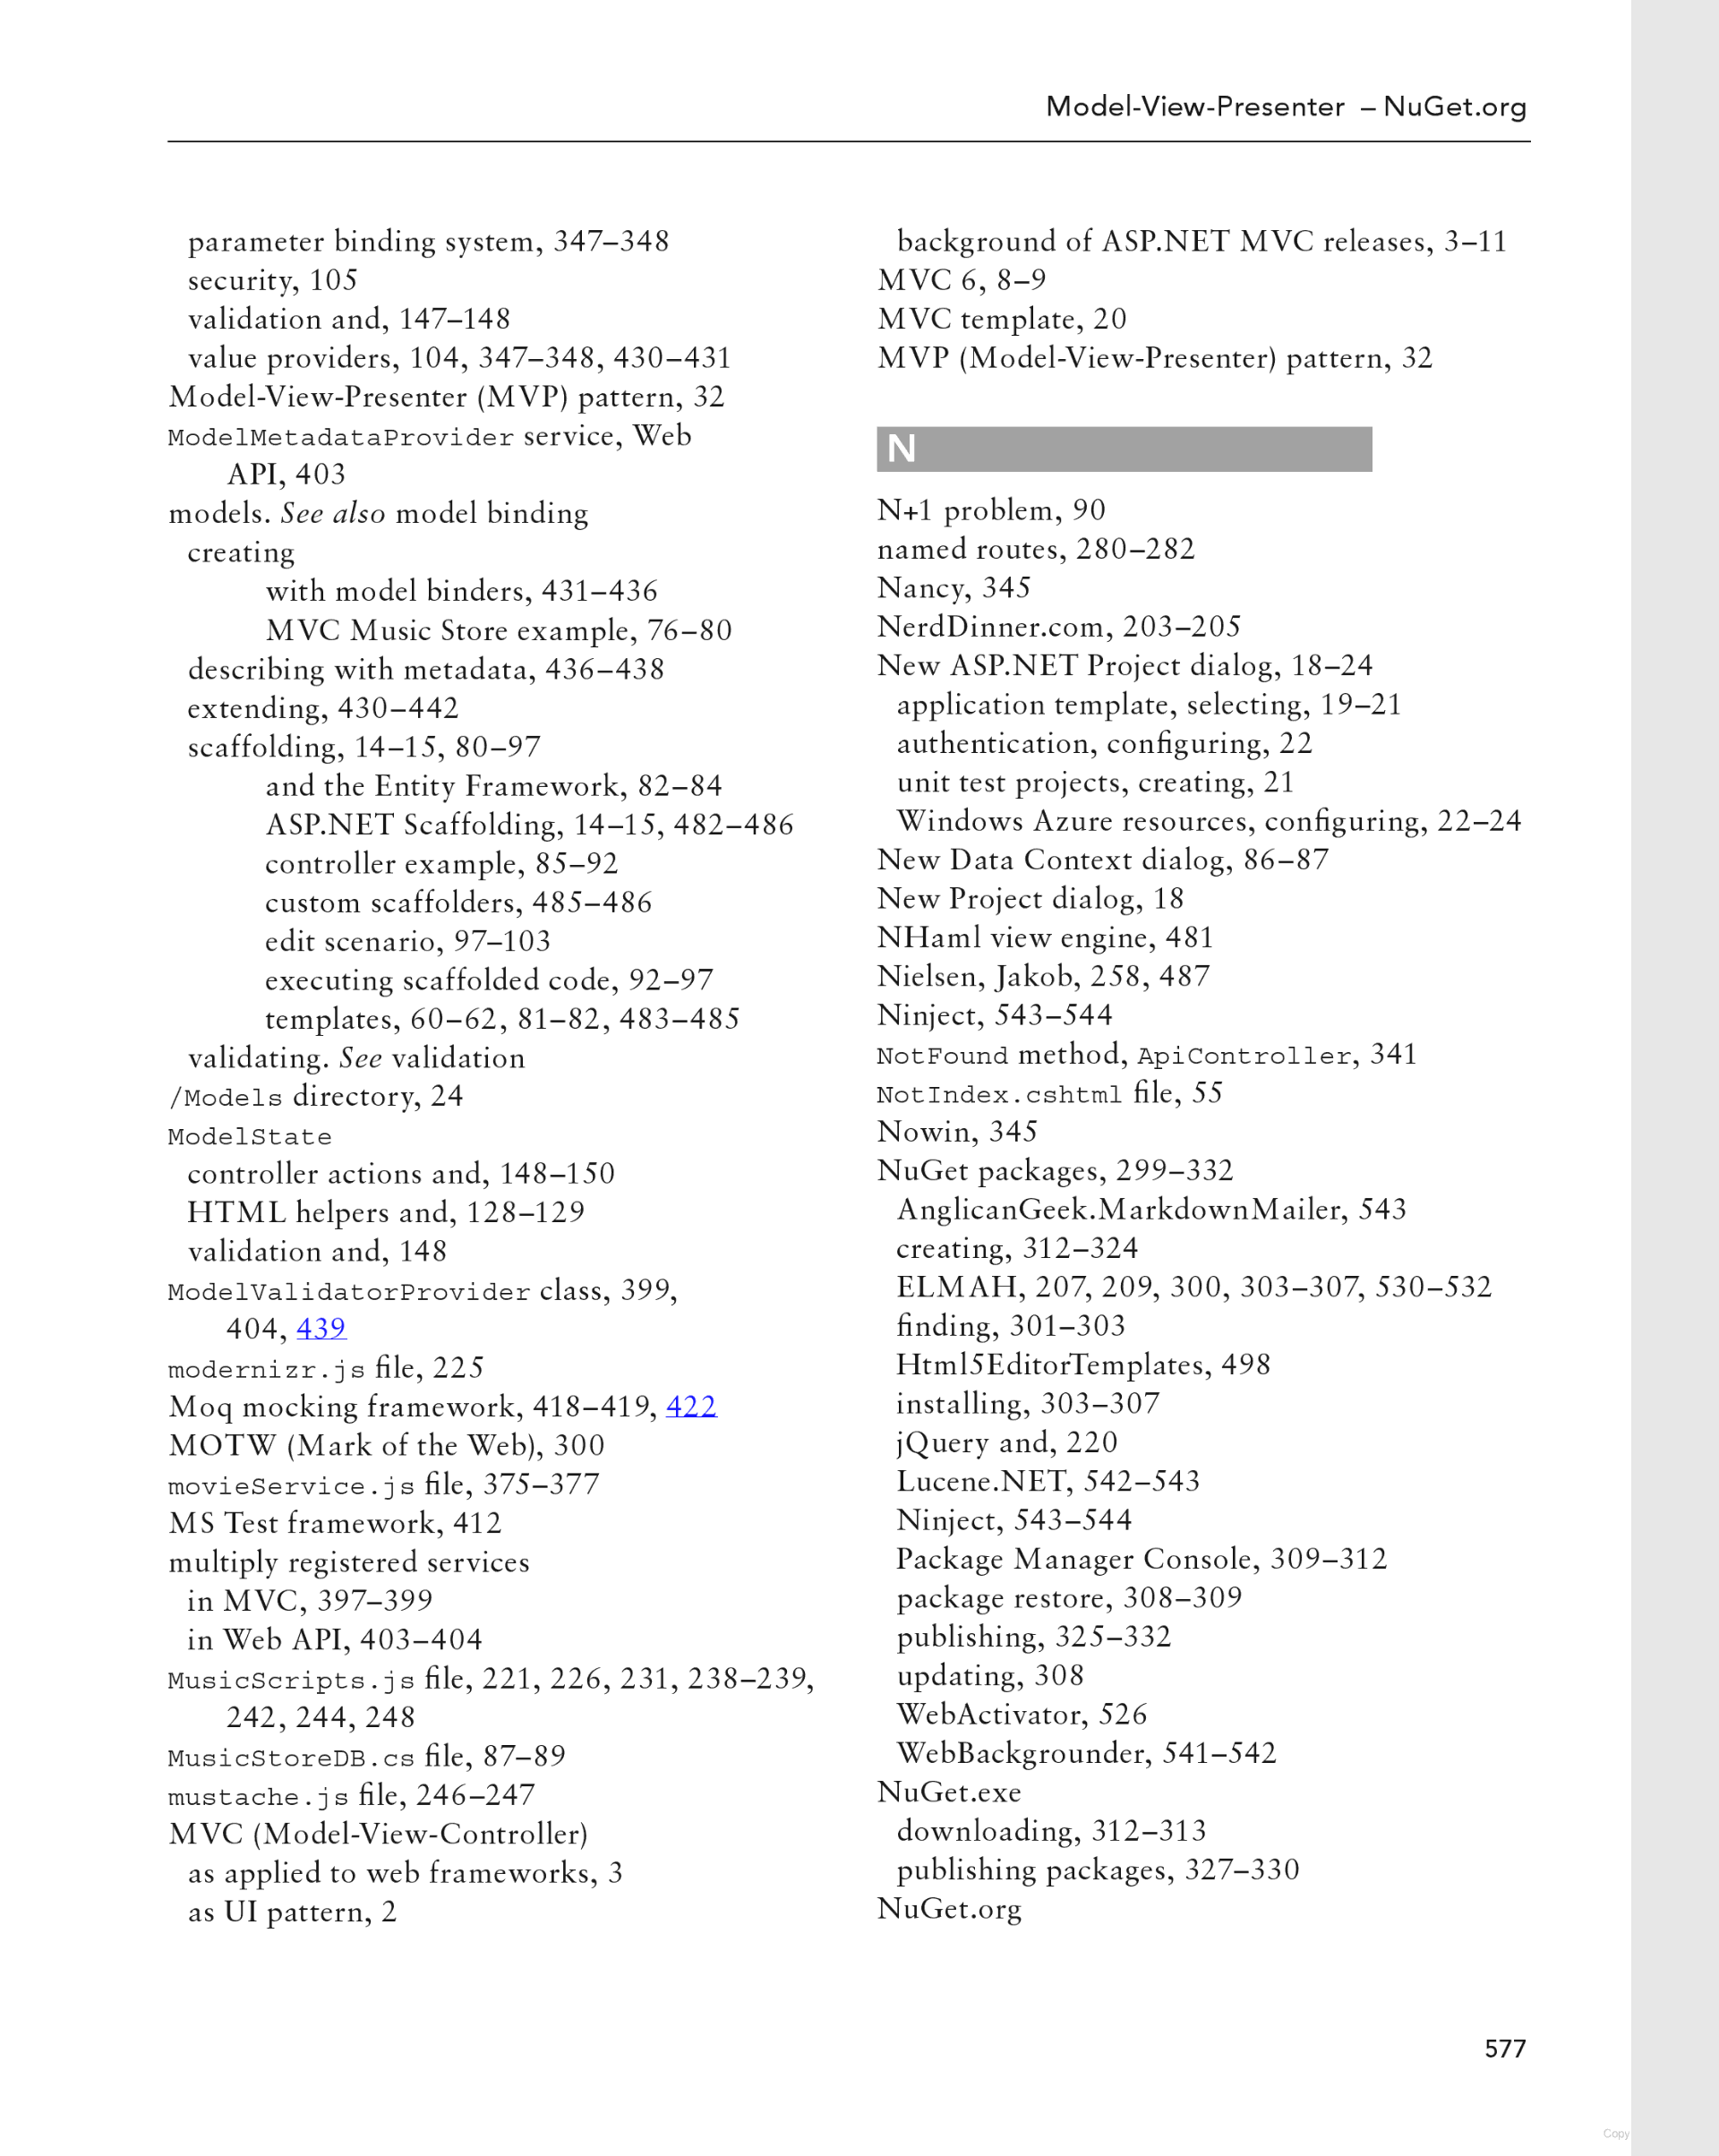 Model-View-Presenter – NuGet.org
parameter binding system, 347–348
security, 105
validation and, 147–148
value providers, 104, 347–348, 430–431
Model-View-Presenter (MVP) pattern, 32
ModelMetadataProvider service, Web
API, 403
models. See also model binding
creating
with model binders, 431–436
MVC Music Store example, 76–80
describing with metadata, 436–438
extending, 430–442
scaffolding, 14–15, 80–97
and the Entity Framework, 82–84
ASP.NET Scaffolding, 14–15, 482–486
controller example, 85–92
custom scaffolders, 485–486
edit scenario, 97–103
executing scaffolded code, 92–97
templates, 60–62, 81–82, 483–485
validating. See validation
/Models directory, 24
ModelState
controller actions and, 148–150
HTML helpers and, 128–129
validation and, 148
ModelValidatorProvider class, 399,
404, 439
modernizr.js file, 225
Moq mocking framework, 418–419, 422
MOTW (Mark of the Web), 300
movieService.js file, 375–377
MS Test framework, 412
multiply registered services
in MVC, 397–399
in Web API, 403–404
MusicScripts.js file, 221, 226, 231, 238–239,
242, 244, 248
MusicStoreDB.cs file, 87–89
mustache.js file, 246–247
MVC (Model-View-Controller)
as applied to web frameworks, 3
as UI pattern, 2
background of ASP.NET MVC releases, 3–11
MVC 6, 8–9
MVC template, 20
MVP (Model-View-Presenter) pattern, 32
N
N+1 problem, 90
named routes, 280–282
Nancy, 345
NerdDinner.com, 203–205
New ASP.NET Project dialog, 18–24
application template, selecting, 19–21
authentication, configuring, 22
unit test projects, creating, 21
Windows Azure resources, configuring, 22–24
New Data Context dialog, 86–87
New Project dialog, 18
NHaml view engine, 481
Nielsen, Jakob, 258, 487
Ninject, 543–544
NotFound method, ApiController, 341
NotIndex.cshtml file, 55
Nowin, 345
NuGet packages, 299–332
AnglicanGeek.MarkdownMailer, 543
creating, 312–324
ELMAH, 207, 209, 300, 303–307, 530–532
finding, 301–303
Html5EditorTemplates, 498
installing, 303–307
jQuery and, 220
Lucene.NET, 542–543
Ninject, 543–544
Package Manager Console, 309–312
package restore, 308–309
publishing, 325–332
updating, 308
WebActivator, 526
WebBackgrounder, 541–542
NuGet.exe
downloading, 312–313
publishing packages, 327–330
NuGet.org
577
Copy